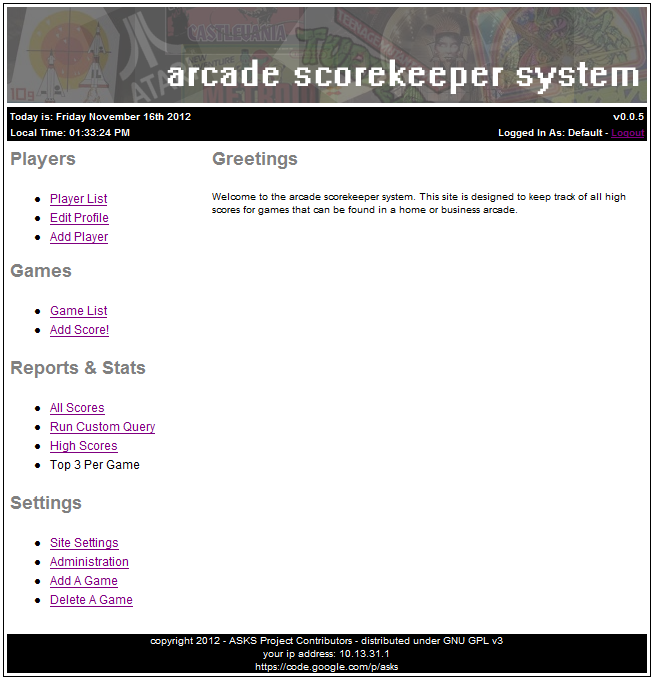 10g
ATARI
CASTLEVANIA
TEENAGE
arcade scorekeeper system
Today is: Friday November 16th 2012
v0.0.5
Local Time: 01:33:24 PM
Logged In As: Default - Logout
Players
Player List
Edit Profile
Add Player
Games
Game List
Add Score!
Reports & Stats
All Scores
Run Custom Query
High Scores
Top 3 Per Game
Settings
Site Settings
Administration
Add A Game
Delete A Game
Greetings
Welcome to the arcade scorekeeper system. This site is designed to keep track of all high
scores for games that can be found in a home or business arcade.
copyright 2012 - ASKS Project Contributors - distributed under GNU GPL v3
your ip address: 10.13.31.1
https://code.google.com/p/asks